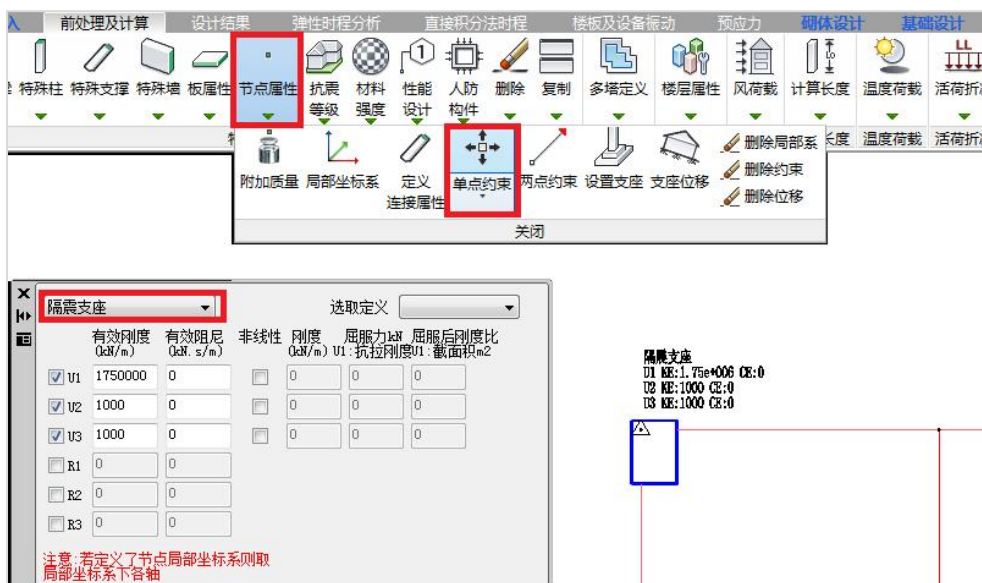 入 前处理及计算 设计结果 弹性时程分析 直接积分法时程 楼板及设备振动 预应力 砌体设计 基础设计
特殊柱 特殊支撑 特殊墙 板属性 节点属性 抗震等级 材料强度 性能设计 人防构件 删除 复制 多塔定义 楼层属性 风荷载 计算长度 温度荷载 活荷折
长度 温度荷载 活荷折
附加质量 局部坐标系 定义连接属性 单点约束 两点约束 设置支座 支座位移
删除局部系
删除约束
删除位移
关闭
隔震支座 选取定义
有效刚度 有效阻尼 非线性 刚度 屈服力kN 屈服后刚度比
(kN/m) (kN.s/m) (kN/m) U1:抗拉刚度 U1:截面积m2
U1 1750000 0 0 0 0
U2 1000 0 0 0 0
U3 1000 0 0 0 0
R1 0 0
R2 0 0
R3 0 0
注意:若定义了节点局部坐标系则取
局部坐标系下各轴
隔震支座
U1 KE:1.75e+006 CE:0
U2 KE:1000 CE:0
U3 KE:1000 CE:0